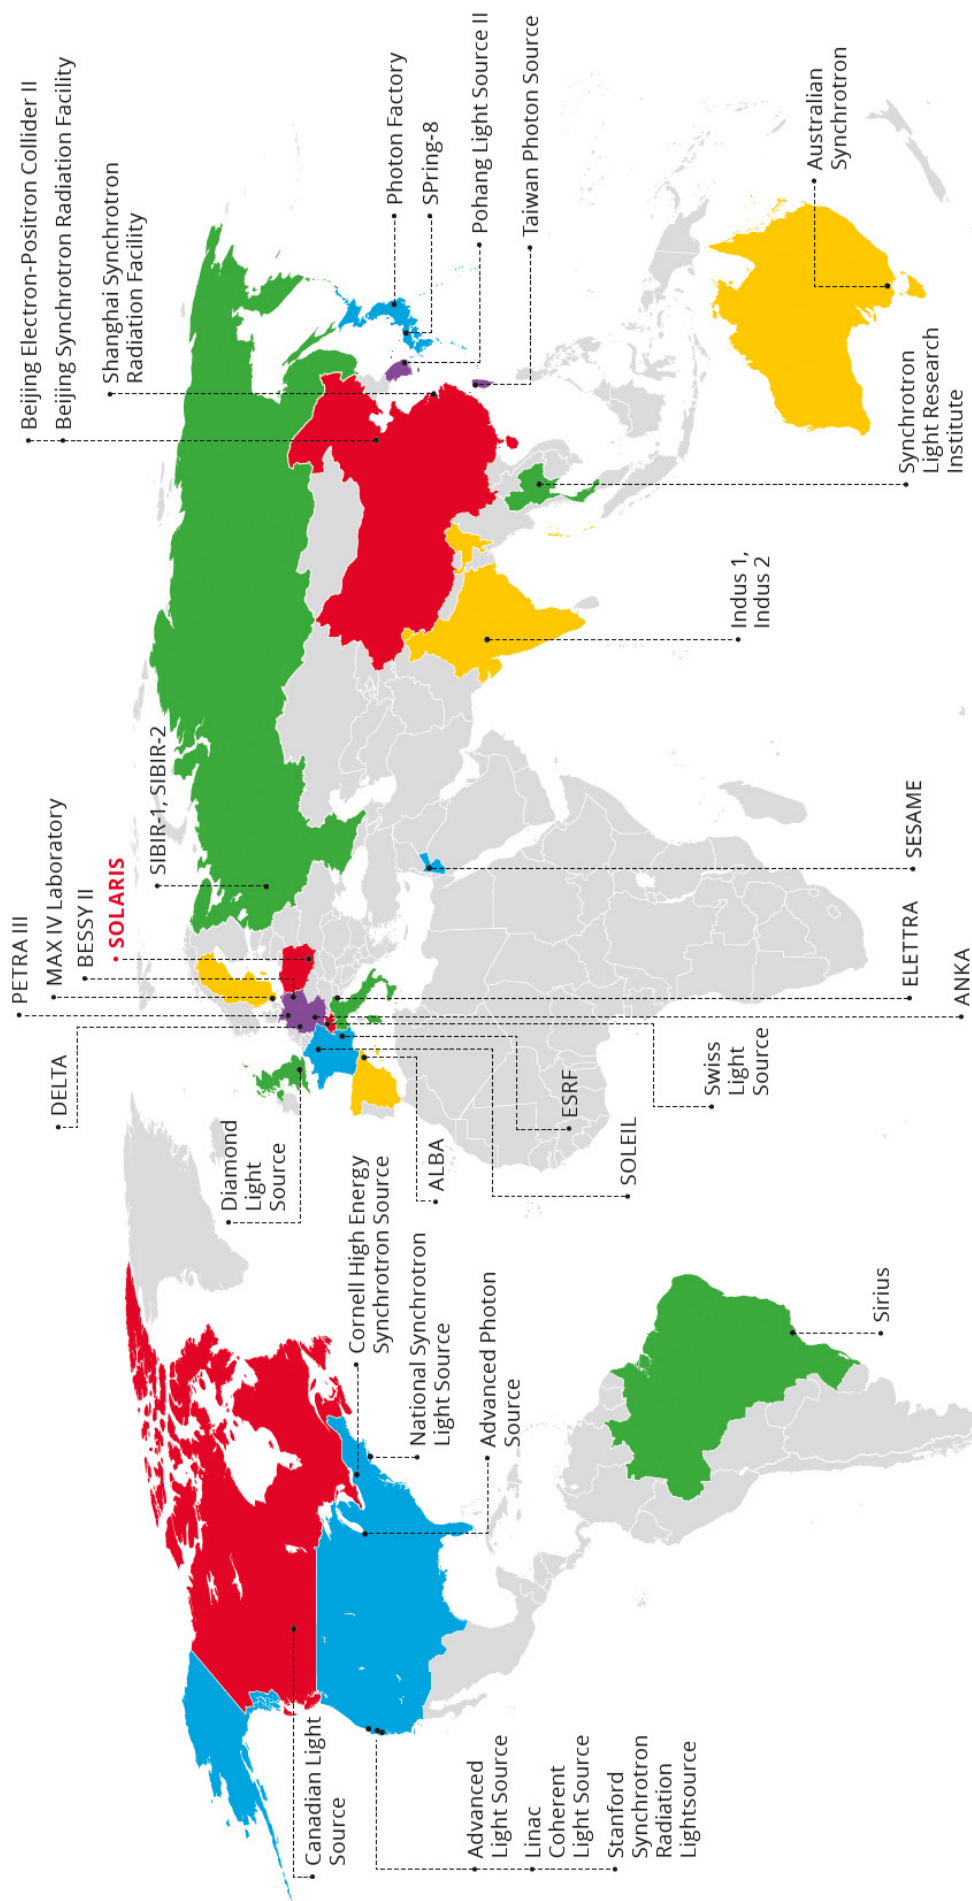 Canadian Light
Source
Advanced
Light Source
Linac
Coherent
Light Source
Stanford
Synchrotron
Radiation
Lightsource
Cornell High Energy
Synchrotron Source
National Synchrotron
Light Source
Advanced Photon
Source
Sirius
Diamond
Light
Source
DELTA
PETRA III
MAX IV Laboratory
BESSY II
SOLARIS
SIBIR-1, SIBIR-2
ALBA
SOLEIL
ESRF
Swiss
Light
Source
ANKA
ELETTRA
SESAME
Indus 1,
Indus 2
Beijing Electron-Positron Collider II
Beijing Synchrotron Radiation Facility
Shanghai Synchrotron
Radiation Facility
Photon Factory
SPring-8
Pohang Light Source II
Taiwan Photon Source
Synchrotron
Light Research
Institute
Australian
Synchrotron